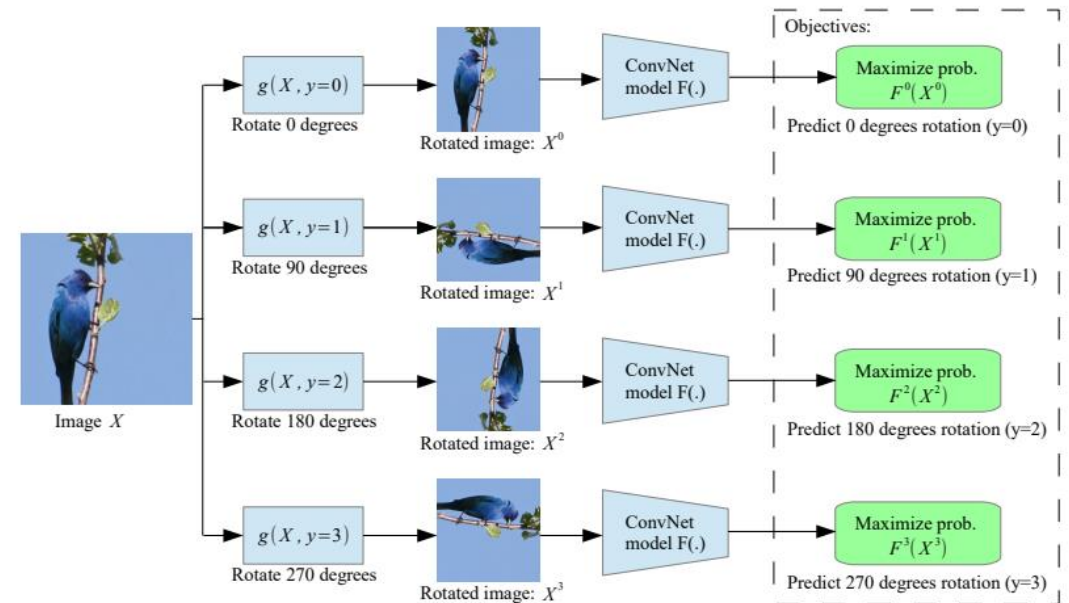 Objectives:
g(X, y=0)
Rotate 0 degrees
Rotated image: X⁰
ConvNet
model F(.)
Maximize prob.
F⁰(X⁰)
Predict 0 degrees rotation (y=0)
g(X, y=1)
Rotate 90 degrees
Rotated image: X¹
ConvNet
model F(.)
Maximize prob.
F¹(X¹)
Predict 90 degrees rotation (y=1)
Image X
g(X, y=2)
Rotate 180 degrees
Rotated image: X²
ConvNet
model F(.)
Maximize prob.
F²(X²)
Predict 180 degrees rotation (y=2)
g(X, y=3)
Rotate 270 degrees
Rotated image: X³
ConvNet
model F(.)
Maximize prob.
F³(X³)
Predict 270 degrees rotation (y=3)